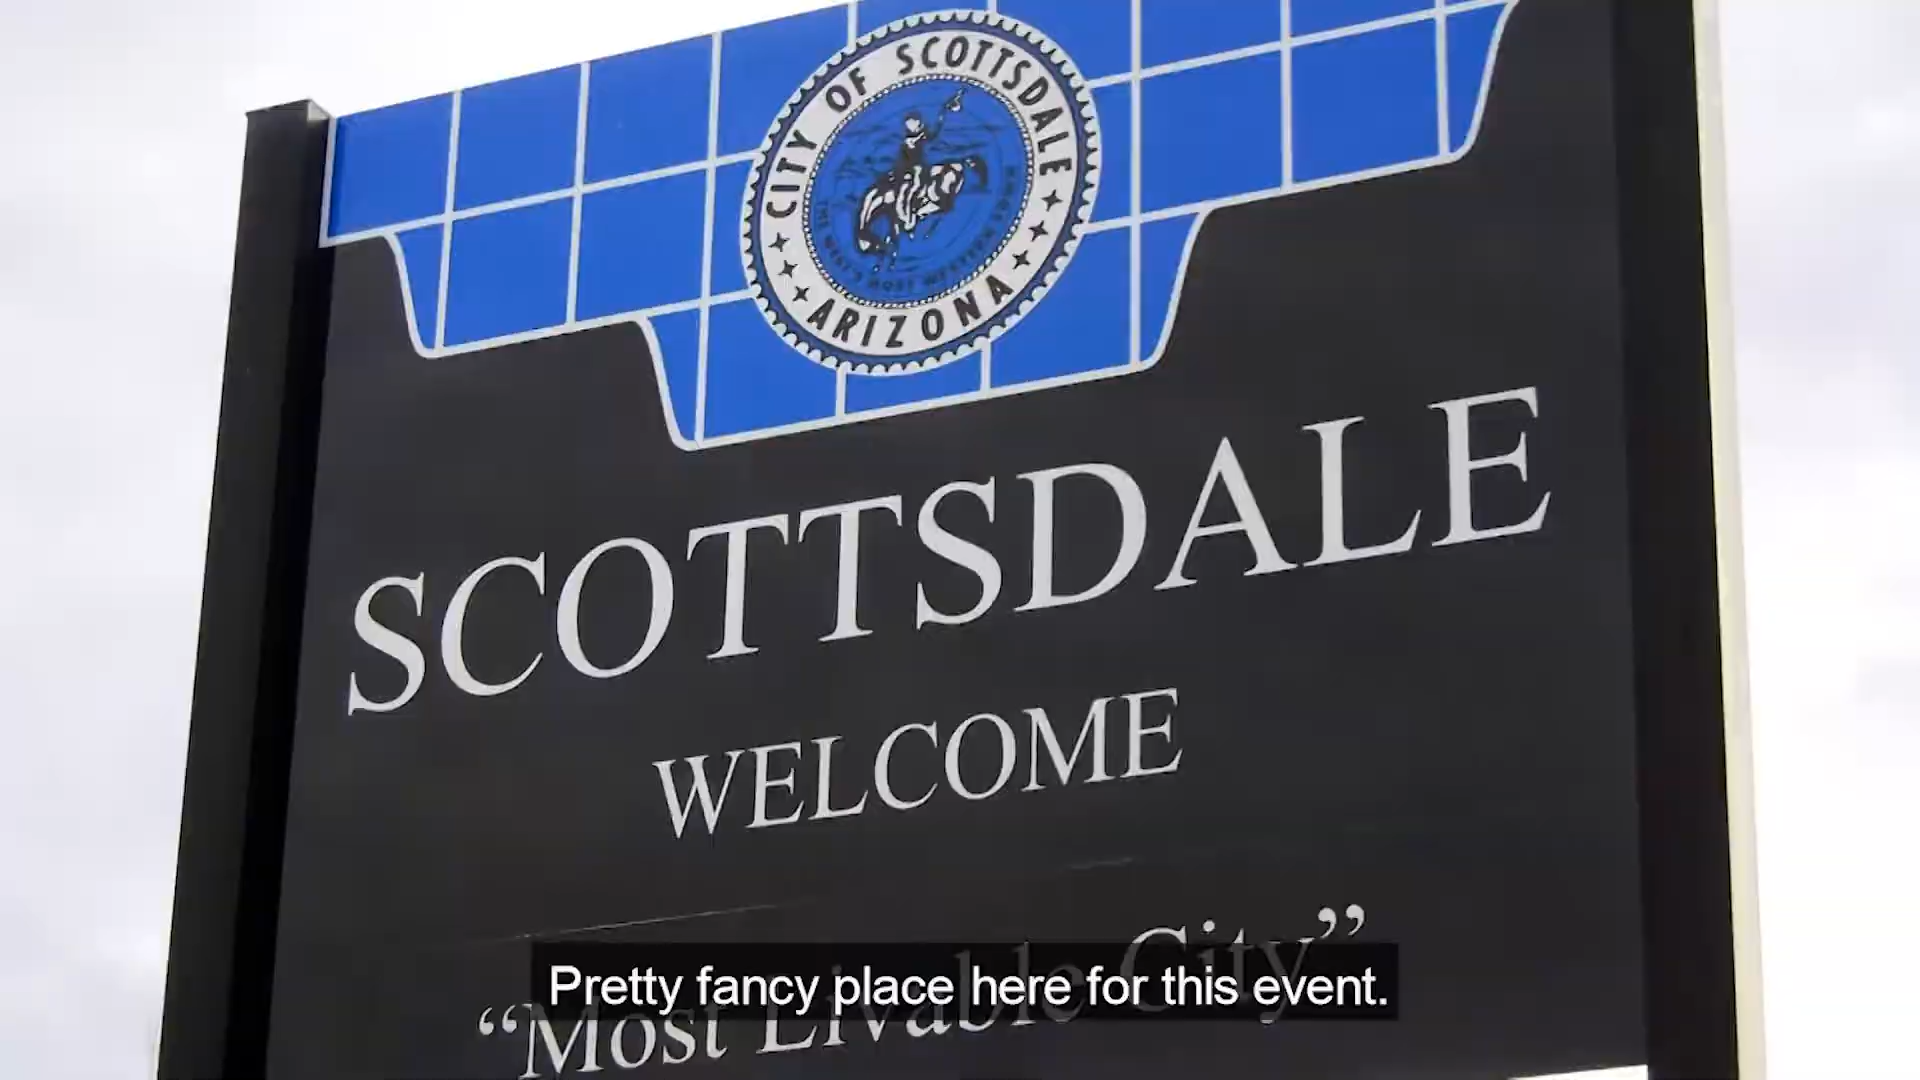 CITY OF SCOTTSDALE
ARIZONA
SCOTTSDALE
WELCOME
“Most Livable City”
Pretty fancy place here for this event.